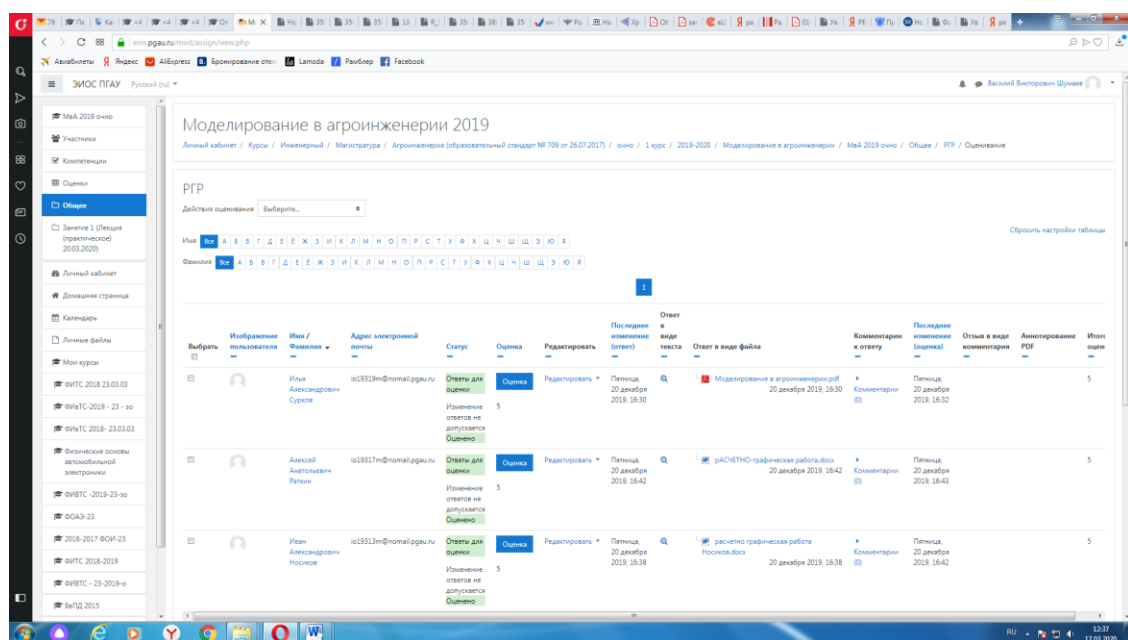 eios.pgau.ru/mod/assign/view.php
Авиабилеты Яндекс AliExpress Бронирование отел Lamoda Рамблер Facebook
ЭИОС ПГАУ Русский (ru)
Василий Викторович Шумаев
МвА 2019 очно
Участники
Компетенции
Оценки
Общее
Занятие 1 (Лекция
(практическое)
20.03.2020)
Личный кабинет
Домашняя страница
Календарь
Личные файлы
Мои курсы
ФИТС 2018 23.03.03
ФИвТС-2019 - 23 - зо
ФИвТС 2018- 23.03.03
Физические основы
автомобильной
электроники
ФИВТС -2019-23-зо
ФОАЭ-23
2016-2017 ФОИ-23
ФИТС 2018-2019
ФИВТС - 23-2019-о
ВеПД 2015
Моделирование в агроинженерии 2019
Личный кабинет / Курсы / Инженерный / Магистратура / Агроинженерия (образовательный стандарт № 709 от 26.07.2017) / очно / 1 курс / 2019-2020 / Моделирование в агроинженерии / МвА 2019 очно / Общее / РГР / Оценивание
РГР
Действия оценивания Выберите...
Сбросить настройки таблицы
Имя Все А Б В Г Д Е Ё Ж З И К Л М Н О П Р С Т У Ф Х Ц Ч Ш Щ Э Ю Я
Фамилия Все А Б В Г Д Е Ё Ж З И К Л М Н О П Р С Т У Ф Х Ц Ч Ш Щ Э Ю Я
1
Выбрать
Изображение
пользователя
Имя /
Фамилия
Адрес электронной
почты
Статус
Оценка
Редактировать
Последнее
изменение
(ответ)
Ответ
в
виде
текста
Ответ в виде файла
Комментарии
к ответу
Последнее
изменение
(оценка)
Отзыв в виде
комментария
Аннотирование
PDF
Итого
оцен
Илья
Александрович
Сурков
io19319m@nomail.pgau.ru
Ответы для
оценки
Изменение
ответов не
допускается
Оценено
Оценка
5
Редактировать
Пятница,
20 декабря
2019, 16:30
Моделирование в агроинженерии.pdf
20 декабря 2019, 16:30
Комментарии
(0)
Пятница,
20 декабря
2019, 16:32
5
Алексей
Анатольевич
Раткин
io19317m@nomail.pgau.ru
Ответы для
оценки
Изменение
ответов не
допускается
Оценено
Оценка
5
Редактировать
Пятница,
20 декабря
2019, 16:42
рАСЧЕТНО-графическая работа.docx
20 декабря 2019, 16:42
Комментарии
(0)
Пятница,
20 декабря
2019, 16:43
5
Иван
Александрович
Носиков
io19313m@nomail.pgau.ru
Ответы для
оценки
Изменение
ответов не
допускается
Оценено
Оценка
5
Редактировать
Пятница,
20 декабря
2019, 16:38
расчетно графическая работа
Носиков.docx
20 декабря 2019, 16:38
Комментарии
(0)
Пятница,
20 декабря
2019, 16:42
5
RU
12:37
17.03.2020